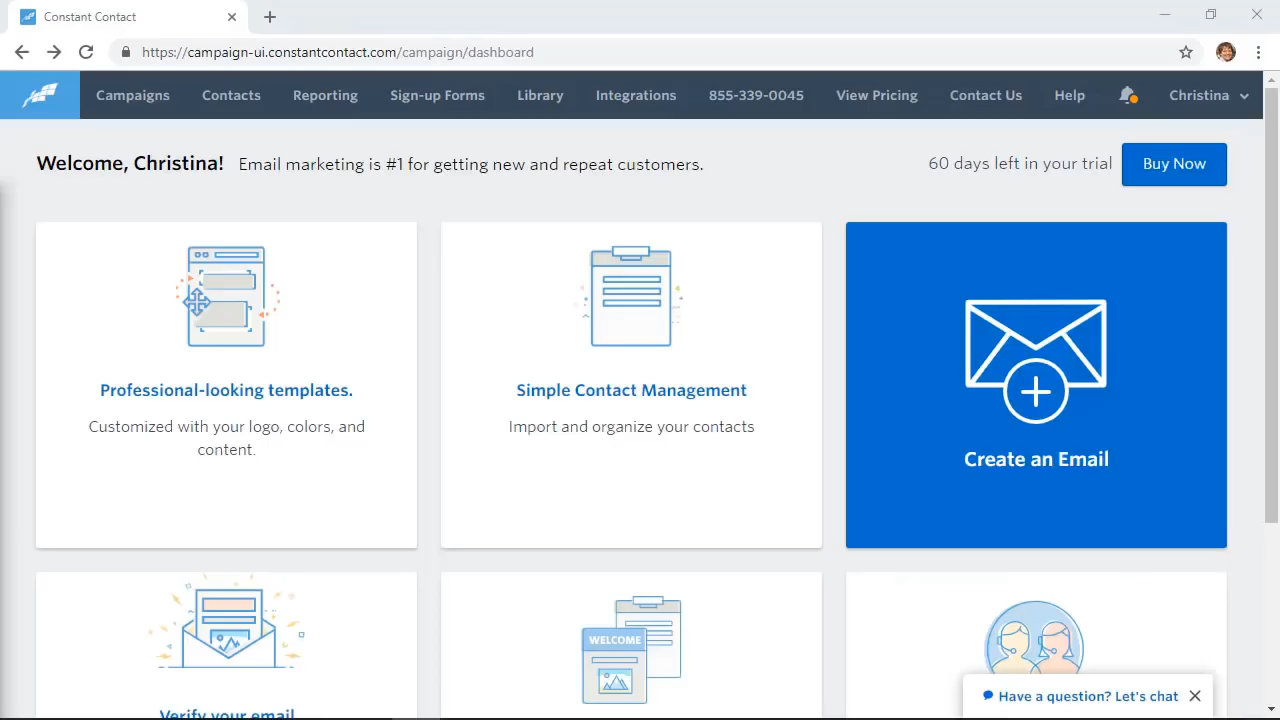 Constant Contact
https://campaign-ui.constantcontact.com/campaign/dashboard
Campaigns Contacts Reporting Sign-up Forms Library Integrations 855-339-0045 View Pricing Contact Us Help Christina
Welcome, Christina! Email marketing is #1 for getting new and repeat customers. 60 days left in your trial Buy Now
Professional-looking templates.
Customized with your logo, colors, and
content.
Simple Contact Management
Import and organize your contacts
Create an Email
WELCOME
Have a question? Let's chat
Verify your email